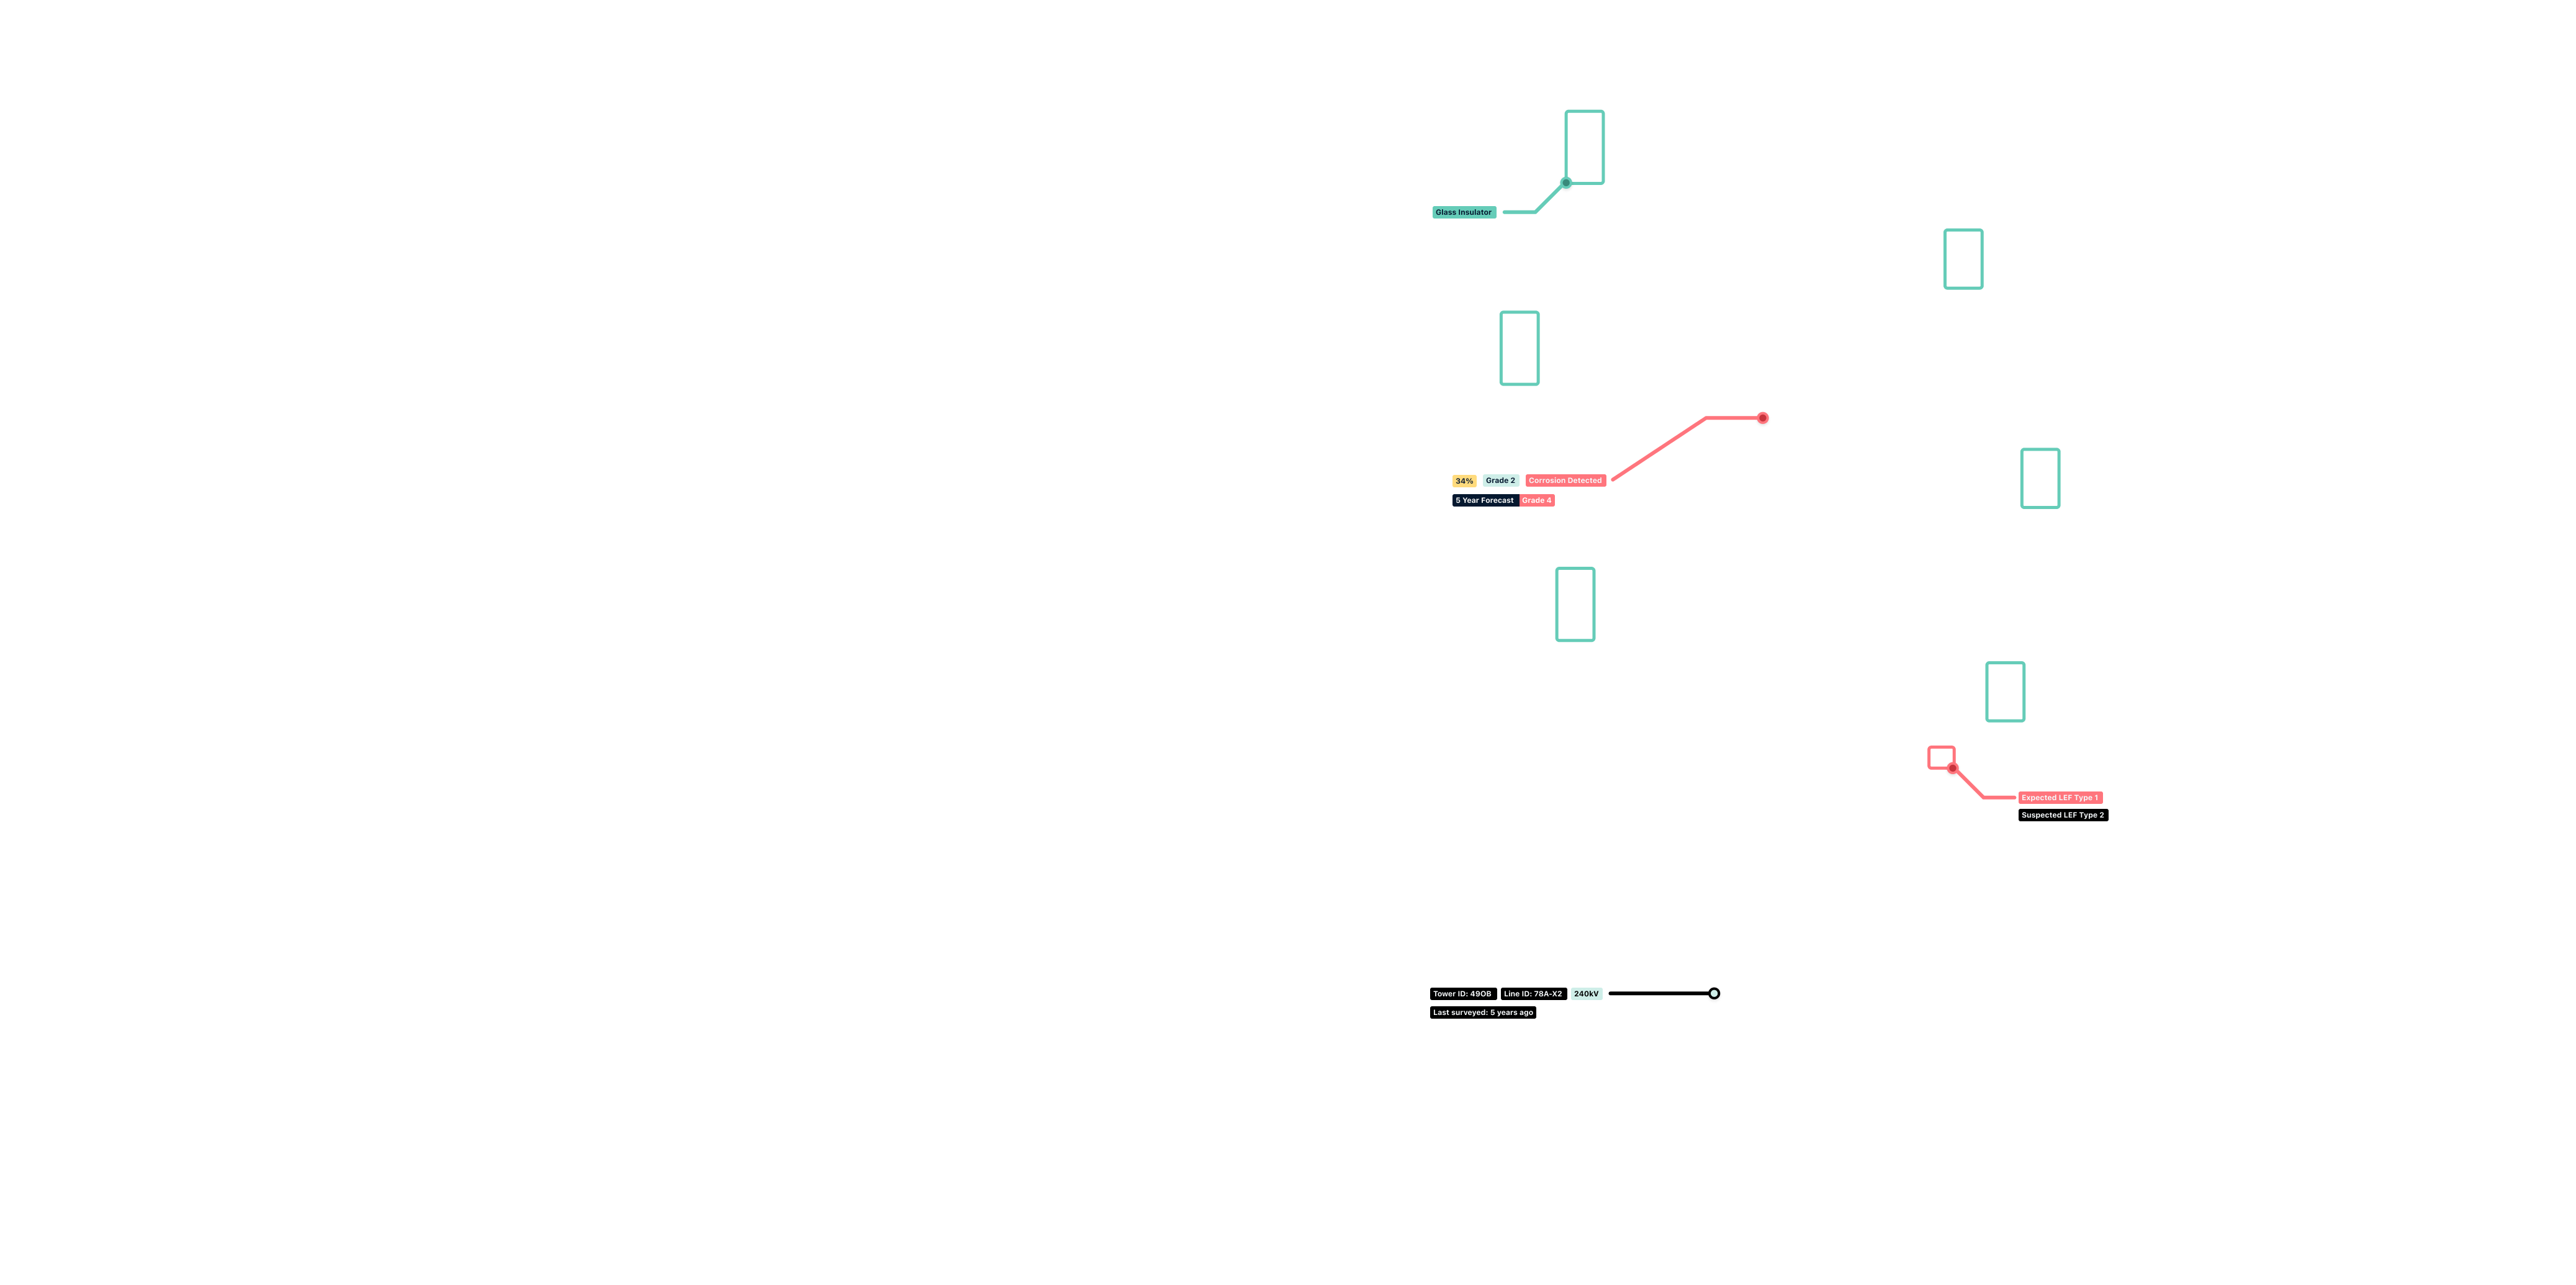 Glass Insulator
34% Grade 2 Corrosion Detected
5 Year Forecast Grade 4
Expected LEF Type 1
Suspected LEF Type 2
Tower ID: 49OB Line ID: 78A-X2 240kV
Last surveyed: 5 years ago